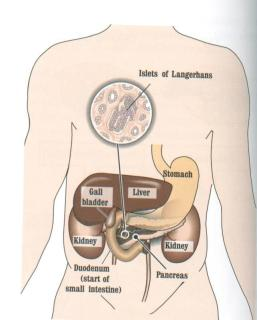 Islets of Langerhans
Stomach
Gall
bladder
Liver
Kidney
Kidney
Duodenum
(start of
small intestine)
Pancreas